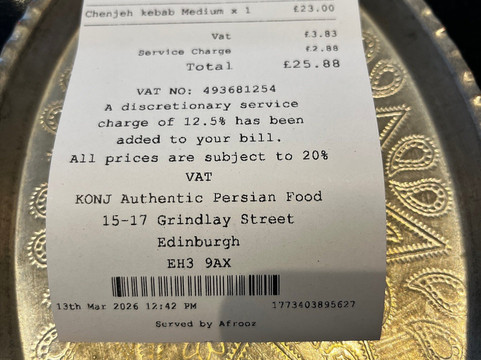 Chenjeh kebab Medium x 1 £23.00
Vat £3.83
Service Charge £2.88
Total £25.88
VAT NO: 493681254
A discretionary service
charge of 12.5% has been
added to your bill.
All prices are subject to 20%
VAT
KONJ Authentic Persian Food
15-17 Grindlay Street
Edinburgh
EH3 9AX
13th Mar 2026 12:42 PM 1773403895627
Served by Afrooz